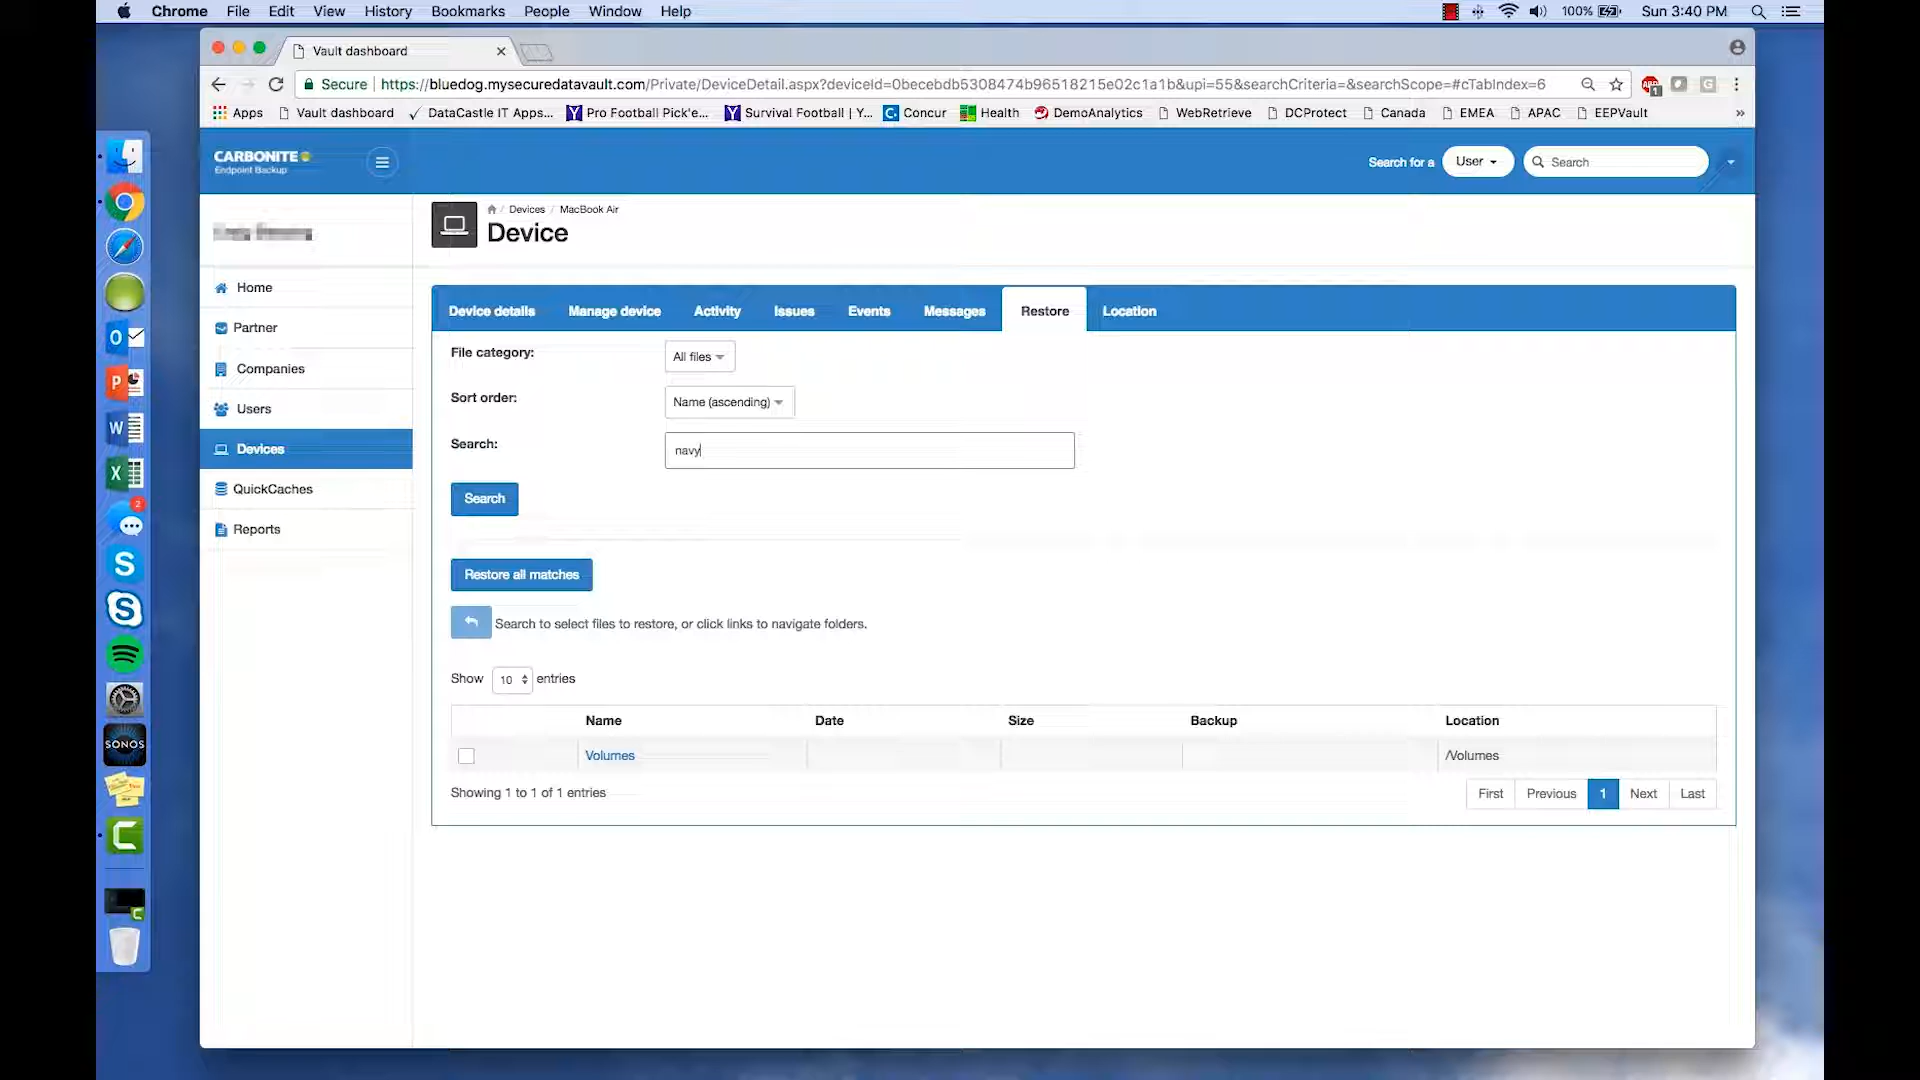 Chrome File Edit View History Bookmarks People Window Help
100% Sun 3:40 PM
Vault dashboard
Secure https://bluedog.mysecuredatavault.com/Private/DeviceDetail.aspx?deviceId=0becebdb5308474b96518215e02c1a1b&upi=55&searchCriteria=&searchScope=#cTabIndex=6
Apps Vault dashboard DataCastle IT Apps... Pro Football Pick'e... Survival Football | Y... Concur Health DemoAnalytics WebRetrieve DCProtect Canada EMEA APAC EEPVault »
CARBONITE
Endpoint Backup
Search for a User Search
/ Devices / MacBook Air
Device
Home
Partner
Companies
Users
Devices
QuickCaches
Reports
Device details Manage device Activity Issues Events Messages Restore Location
File category: All files
Sort order: Name (ascending)
Search: navy
Search
Restore all matches
Search to select files to restore, or click links to navigate folders.
Show 10 entries
Name Date Size Backup Location
Volumes /Volumes
Showing 1 to 1 of 1 entries
First Previous 1 Next Last
2
SONOS